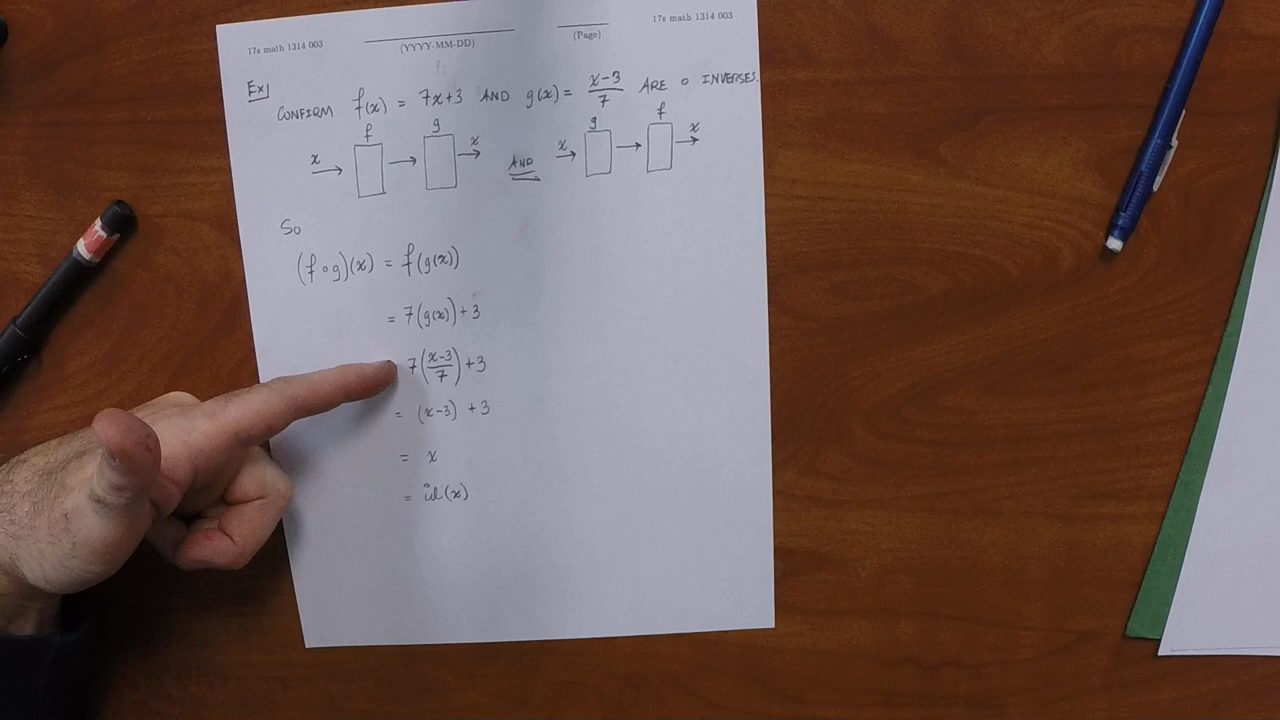 17s math 1314 003 (YYYY-MM-DD) (Page) 17s math 1314 003
Ex CONFIRM f(x) = 7x+3 AND g(x) = x-3/7 ARE ∘ INVERSES.
f g g f
x x AND x x
So
(f∘g)(x) = f(g(x))
= 7(g(x)) + 3
7(x-3/7) + 3
= (x-3) + 3
= x
= id(x)